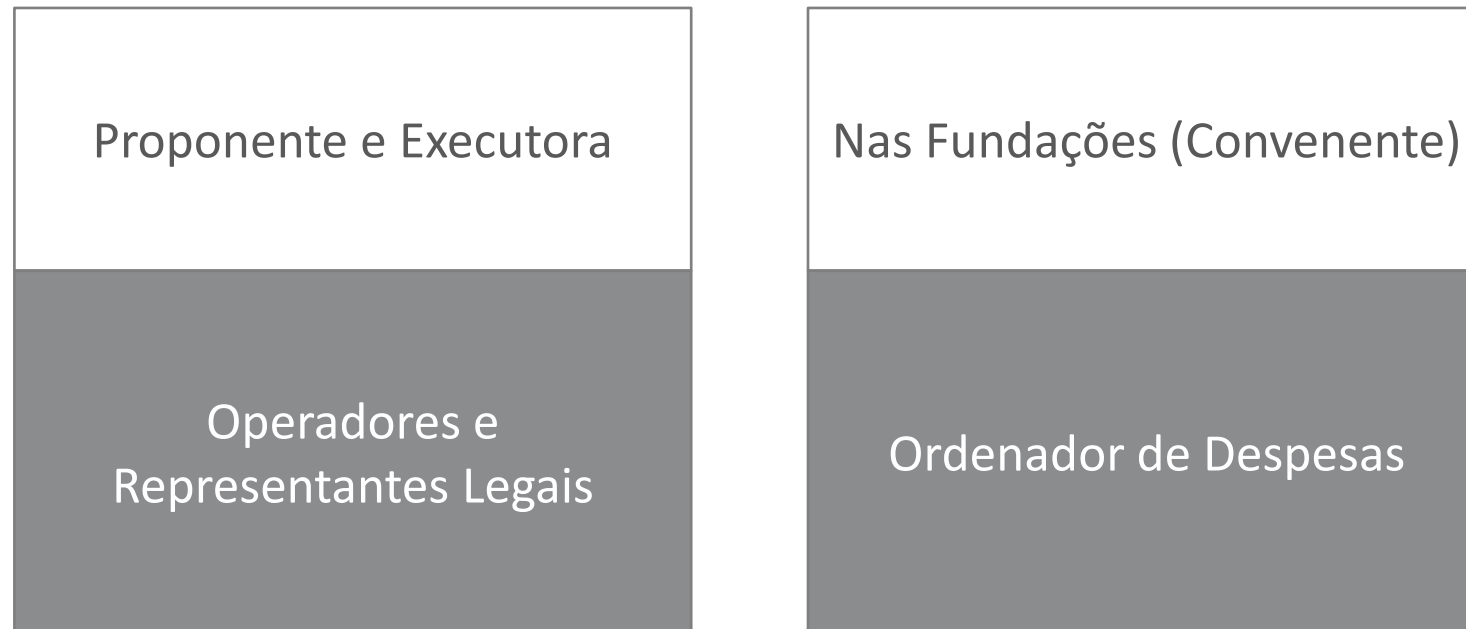 Proponente e Executora
Operadores e
Representantes Legais
Nas Fundações (Convenente)
Ordenador de Despesas